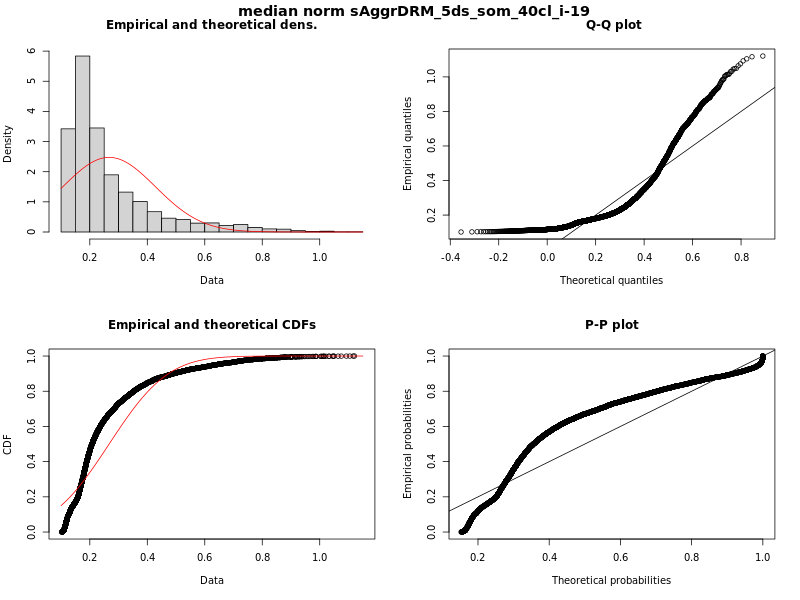 median norm sAggrDRM_5ds_som_40cl_i-19
Empirical and theoretical dens.
Density
0 1 2 3 4 5 6
0.2 0.4 0.6 0.8 1.0
Data
Q-Q plot
Empirical quantiles
0.2 0.4 0.6 0.8 1.0
-0.4 -0.2 0.0 0.2 0.4 0.6 0.8
Theoretical quantiles
Empirical and theoretical CDFs
CDF
0.0 0.2 0.4 0.6 0.8 1.0
0.2 0.4 0.6 0.8 1.0
Data
P-P plot
Empirical probabilities
0.0 0.2 0.4 0.6 0.8 1.0
0.2 0.4 0.6 0.8 1.0
Theoretical probabilities